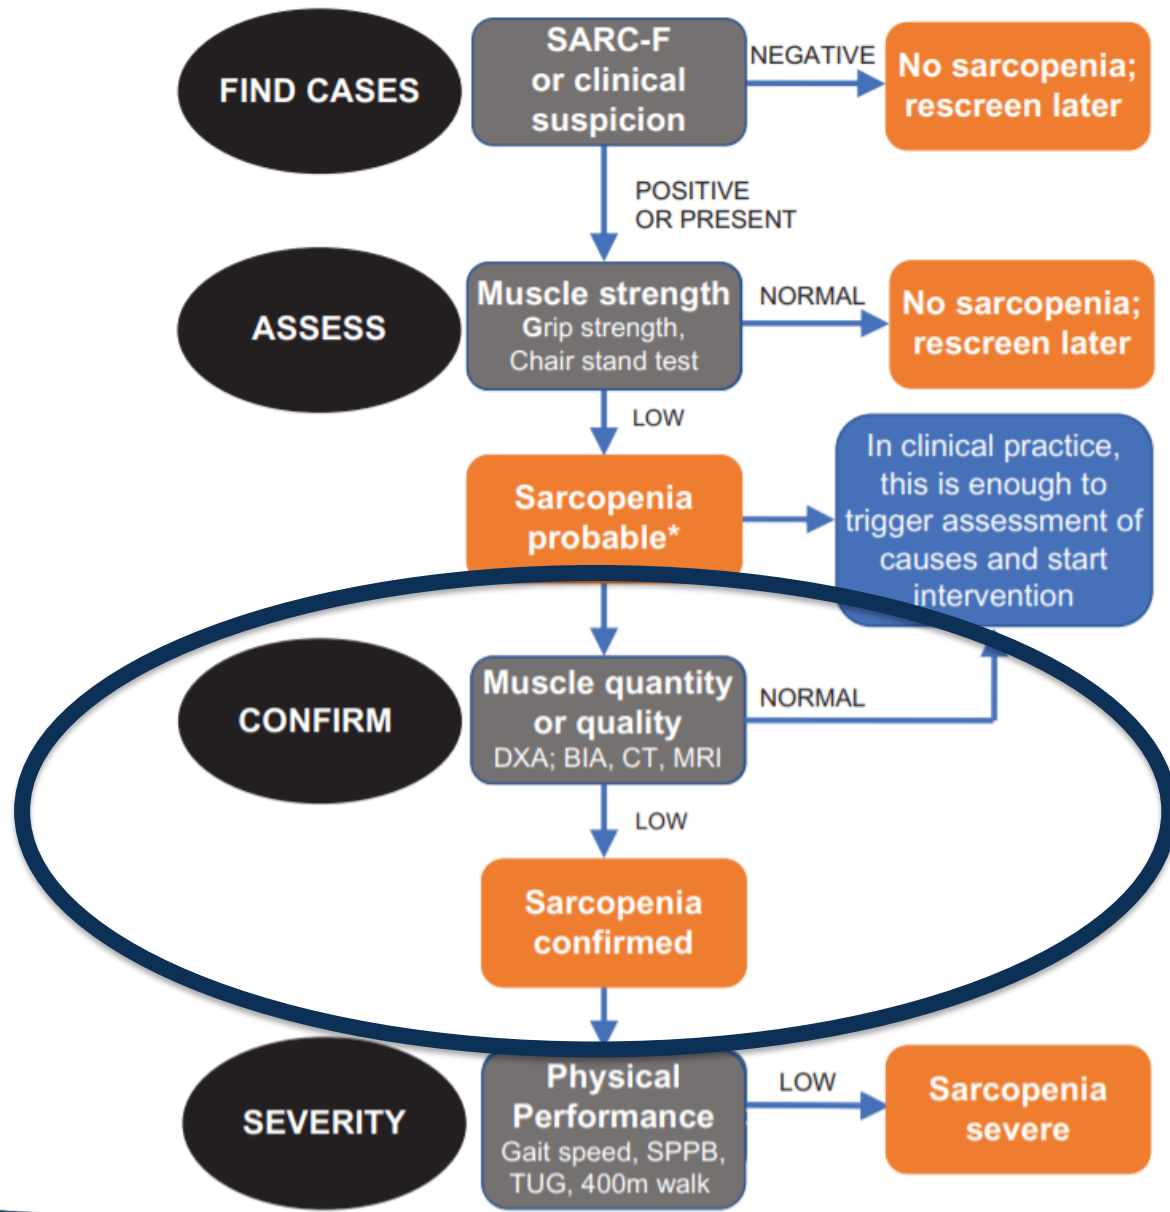 FIND CASES
SARC-F
or clinical
suspicion
NEGATIVE
No sarcopenia;
rescreen later
POSITIVE
OR PRESENT
ASSESS
Muscle strength
Grip strength,
Chair stand test
NORMAL
No sarcopenia;
rescreen later
LOW
Sarcopenia
probable*
In clinical practice,
this is enough to
trigger assessment of
causes and start
intervention
CONFIRM
Muscle quantity
or quality
DXA; BIA, CT, MRI
NORMAL
LOW
Sarcopenia
confirmed
SEVERITY
Physical
Performance
Gait speed, SPPB,
TUG, 400m walk
LOW
Sarcopenia
severe